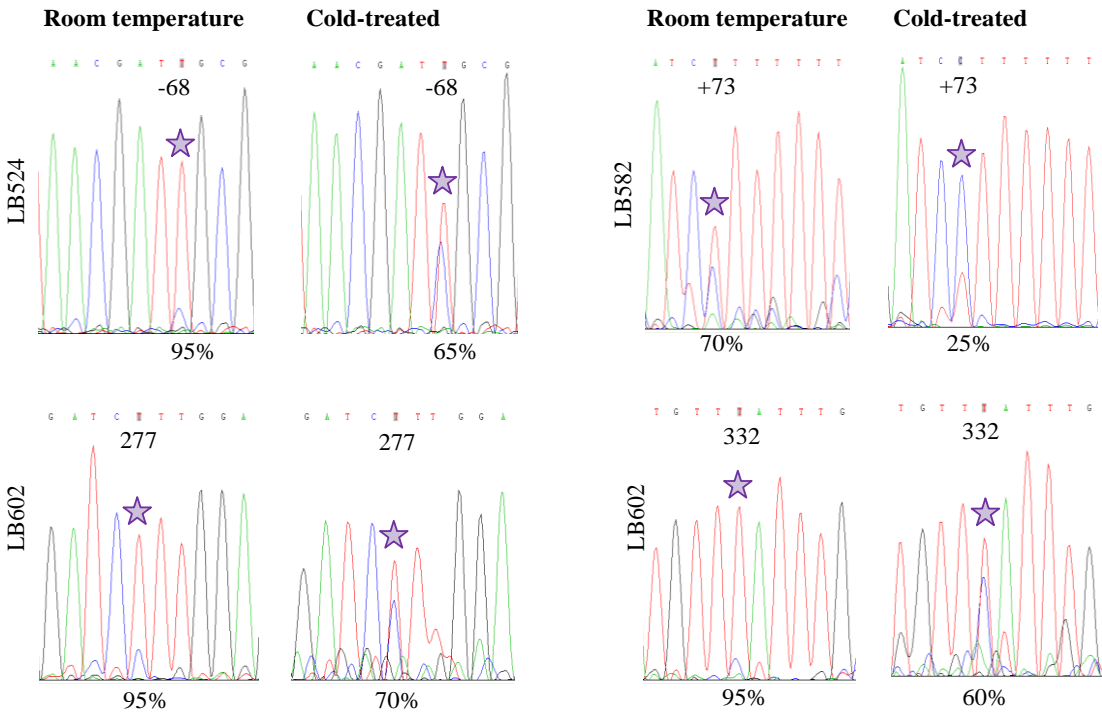 Room temperature Cold-treated Room temperature Cold-treated
A A C G A T T G C G
A A C G A T T G C G
A T C T T T T T T
A T C C T T T T T
-68
-68
+73
+73
LB524
LB582
95%
65%
70%
25%
G A T C T T T G G A
G A T C T T T G G A
T G T T T A T T T G
T G T T T A T T T G
277
277
332
332
LB602
LB602
95%
70%
95%
60%